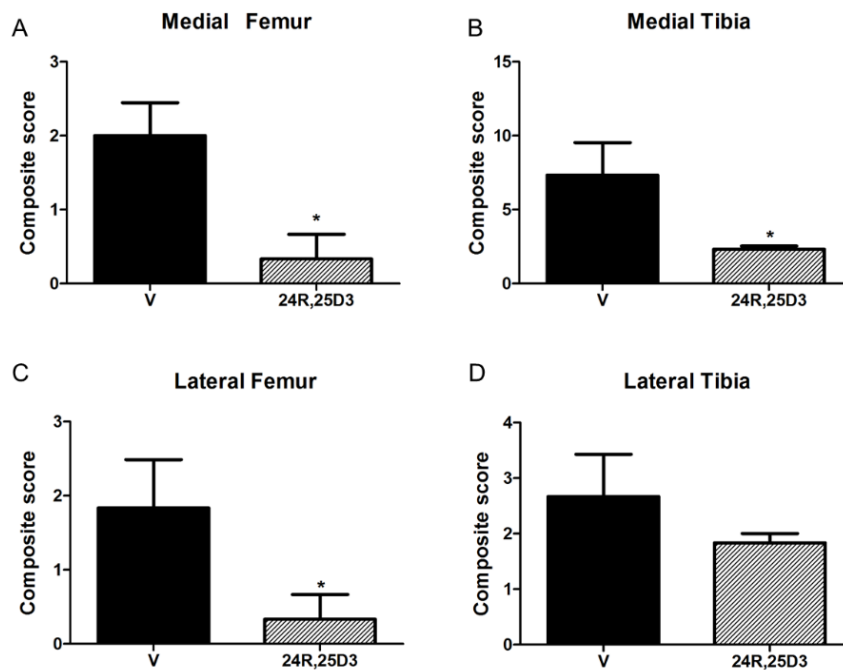 A
Medial Femur
Composite score
3
2
1
0
*
V
24R,25D3
B
Medial Tibia
Composite score
15
10
5
0
*
V
24R,25D3
C
Lateral Femur
Composite score
3
2
1
0
*
V
24R,25D3
D
Lateral Tibia
Composite score
4
3
2
1
0
V
24R,25D3